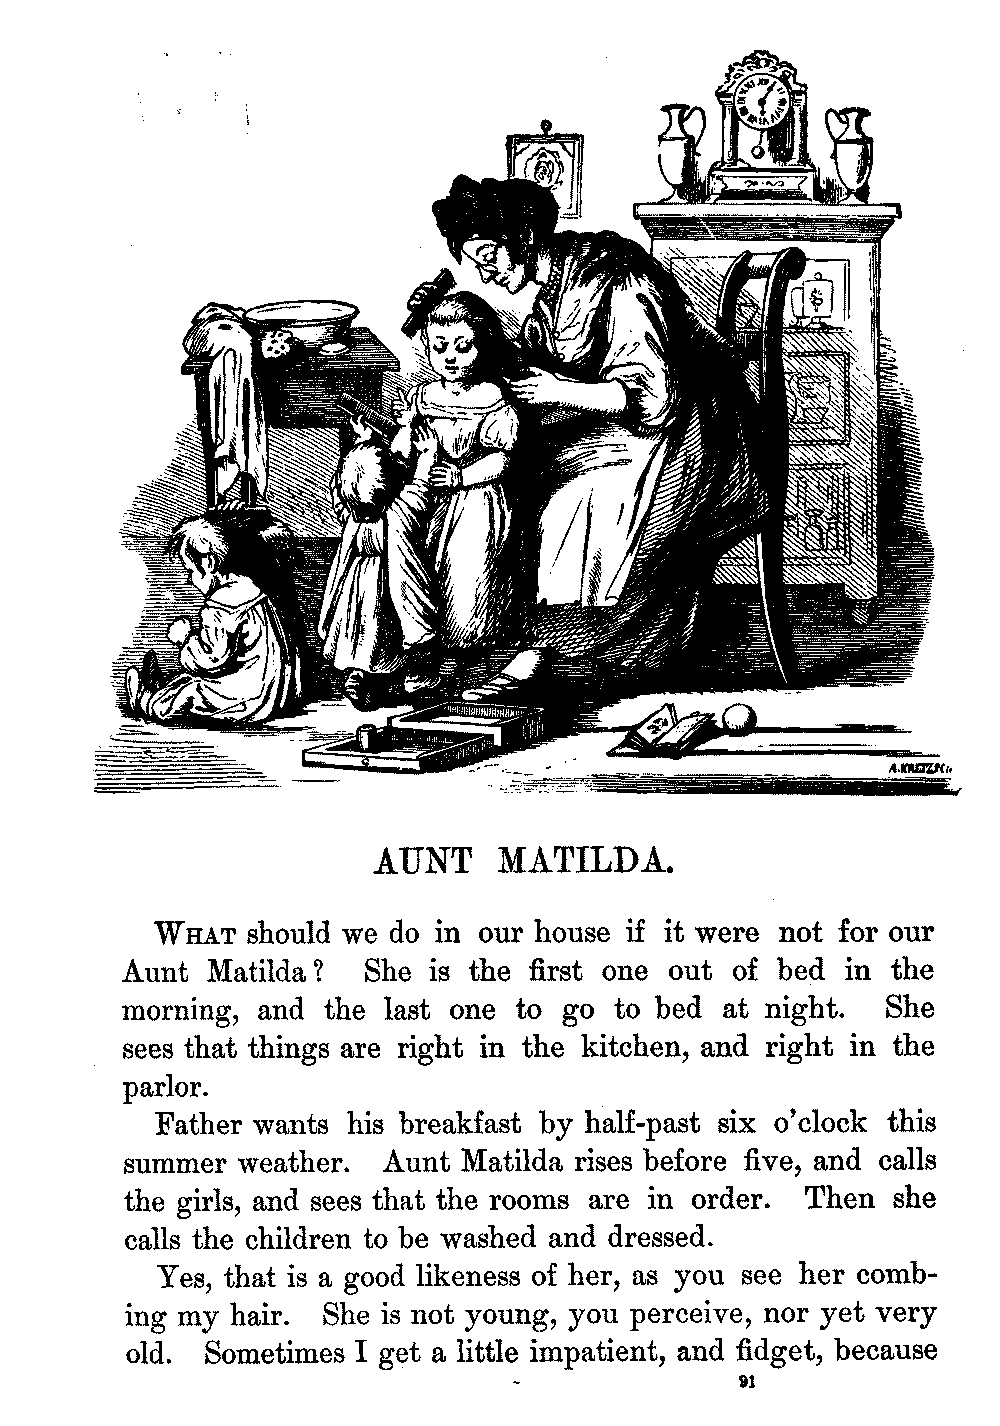 AUNT MATILDA.
WHAT should we do in our house if it were not for our
Aunt Matilda? She is the first one out of bed in the
morning, and the last one to go to bed at night. She
sees that things are right in the kitchen, and right in the
parlor.
Father wants his breakfast by half-past six o'clock this
summer weather. Aunt Matilda rises before five, and calls
the girls, and sees that the rooms are in order. Then she
calls the children to be washed and dressed.
Yes, that is a good likeness of her, as you see her comb-
ing my hair. She is not young, you perceive, nor yet very
old. Sometimes I get a little impatient, and fidget, because
91